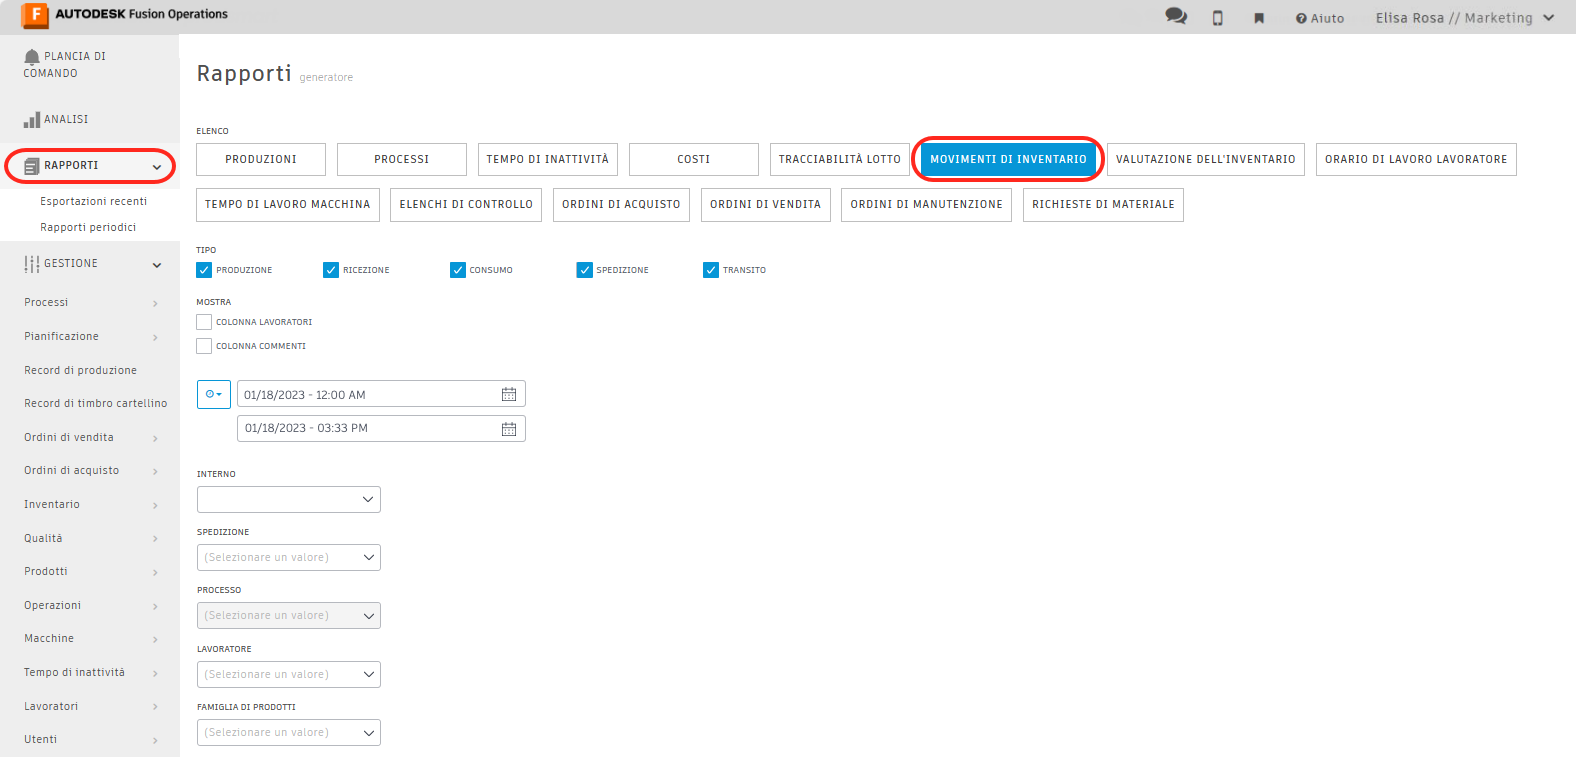 AUTODESK Fusion Operations
Aiuto
Elisa Rosa // Marketing
PLANCIA DI
COMANDO
ANALISI
RAPPORTI
Esportazioni recenti
Rapporti periodici
GESTIONE
Processi
Pianificazione
Record di produzione
Record di timbro cartellino
Ordini di vendita
Ordini di acquisto
Inventario
Qualità
Prodotti
Operazioni
Macchine
Tempo di inattività
Lavoratori
Utenti
Rapporti generatore
ELENCO
PRODUZIONI PROCESSI TEMPO DI INATTIVITÀ COSTI TRACCIABILITÀ LOTTO MOVIMENTI DI INVENTARIO VALUTAZIONE DELL'INVENTARIO ORARIO DI LAVORO LAVORATORE
TEMPO DI LAVORO MACCHINA ELENCHI DI CONTROLLO ORDINI DI ACQUISTO ORDINI DI VENDITA ORDINI DI MANUTENZIONE RICHIESTE DI MATERIALE
TIPO
PRODUZIONE RICEZIONE CONSUMO SPEDIZIONE TRANSITO
MOSTRA
COLONNA LAVORATORI
COLONNA COMMENTI
01/18/2023 - 12:00 AM
01/18/2023 - 03:33 PM
INTERNO
SPEDIZIONE
(Selezionare un valore)
PROCESSO
(Selezionare un valore)
LAVORATORE
(Selezionare un valore)
FAMIGLIA DI PRODOTTI
(Selezionare un valore)